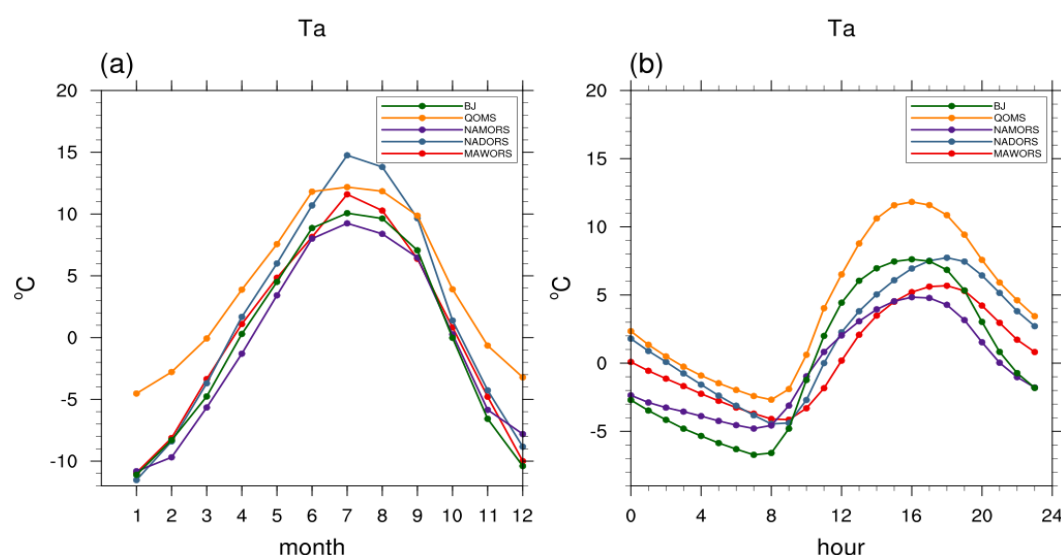 Ta
(a)
20
15
10
5
0
-5
-10
°C
BJ
QOMS
NAMORS
NADORS
MAWORS
1 2 3 4 5 6 7 8 9 10 11 12
month
Ta
(b)
20
15
10
5
0
-5
°C
BJ
QOMS
NAMORS
NADORS
MAWORS
0 4 8 12 16 20 24
hour